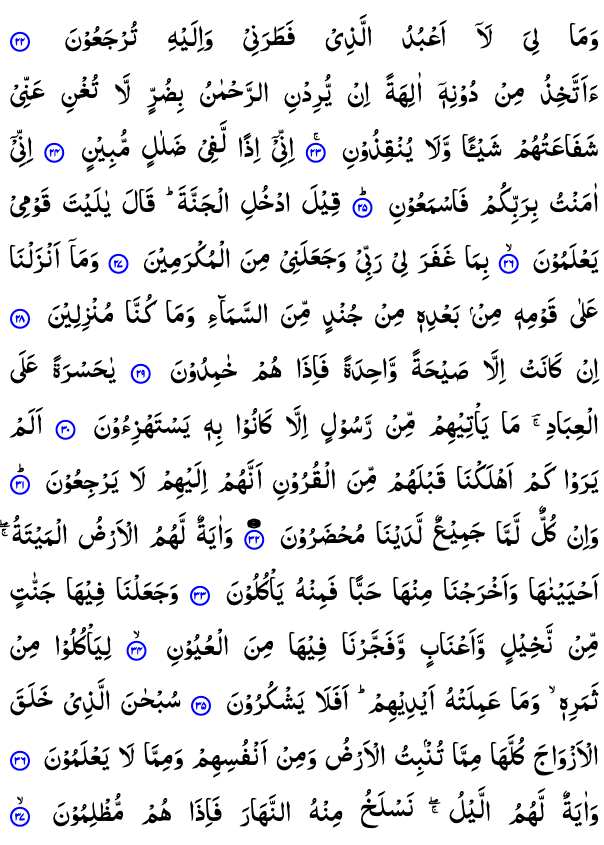 وَمَا لِیَ لَاۤ اَعْبُدُ الَّذِیْ فَطَرَنِیْ وَاِلَیْهِ تُرْجَعُوْنَ ﴿۲۲﴾
ءَاَتَّخِذُ مِنْ دُوْنِهٖۤ اٰلِهَةً اِنْ یُّرِدْنِ الرَّحْمٰنُ بِضُرٍّ لَّا تُغْنِ عَنِّیْ
شَفَاعَتُهُمْ شَیْـًٔا وَّلَا یُنْقِذُوْنِ ۚ﴿۲۳﴾ اِنِّیْۤ اِذًا لَّفِیْ ضَلٰلٍ مُّبِیْنٍ ﴿۲۴﴾ اِنِّیْۤ
اٰمَنْتُ بِرَبِّكُمْ فَاسْمَعُوْنِ ؕ﴿۲۵﴾ قِیْلَ ادْخُلِ الْجَنَّةَ ؕ قَالَ یٰلَیْتَ قَوْمِیْ
یَعْلَمُوْنَ ۙ﴿۲۶﴾ بِمَا غَفَرَ لِیْ رَبِّیْ وَجَعَلَنِیْ مِنَ الْمُكْرَمِیْنَ ﴿۲۷﴾ وَمَاۤ اَنْزَلْنَا
عَلٰی قَوْمِهٖ مِنْۢ بَعْدِهٖ مِنْ جُنْدٍ مِّنَ السَّمَآءِ وَمَا كُنَّا مُنْزِلِیْنَ ﴿۲۸﴾
اِنْ كَانَتْ اِلَّا صَیْحَةً وَّاحِدَةً فَاِذَا هُمْ خٰمِدُوْنَ ﴿۲۹﴾ یٰحَسْرَةً عَلَی
الْعِبَادِ ۚؔ مَا یَاْتِیْهِمْ مِّنْ رَّسُوْلٍ اِلَّا كَانُوْا بِهٖ یَسْتَهْزِءُوْنَ ﴿۳۰﴾ اَلَمْ
یَرَوْا كَمْ اَهْلَكْنَا قَبْلَهُمْ مِّنَ الْقُرُوْنِ اَنَّهُمْ اِلَیْهِمْ لَا یَرْجِعُوْنَ ؕ﴿۳۱﴾
وَاِنْ كُلٌّ لَّمَّا جَمِیْعٌ لَّدَیْنَا مُحْضَرُوْنَ ﴿۳۲﴾ وَاٰیَةٌ لَّهُمُ الْاَرْضُ الْمَیْتَةُ ۖۚ
اَحْیَیْنٰهَا وَاَخْرَجْنَا مِنْهَا حَبًّا فَمِنْهُ یَاْكُلُوْنَ ﴿۳۳﴾ وَجَعَلْنَا فِیْهَا جَنّٰتٍ
مِّنْ نَّخِیْلٍ وَّاَعْنَابٍ وَّفَجَّرْنَا فِیْهَا مِنَ الْعُیُوْنِ ۙ﴿۳۴﴾ لِیَاْكُلُوْا مِنْ
ثَمَرِهٖ ۙ وَمَا عَمِلَتْهُ اَیْدِیْهِمْ ؕ اَفَلَا یَشْكُرُوْنَ ﴿۳۵﴾ سُبْحٰنَ الَّذِیْ خَلَقَ
الْاَزْوَاجَ كُلَّهَا مِمَّا تُنْۢبِتُ الْاَرْضُ وَمِنْ اَنْفُسِهِمْ وَمِمَّا لَا یَعْلَمُوْنَ ﴿۳۶﴾
وَاٰیَةٌ لَّهُمُ الَّیْلُ ۖۚ نَسْلَخُ مِنْهُ النَّهَارَ فَاِذَا هُمْ مُّظْلِمُوْنَ ۙ﴿۳۷﴾